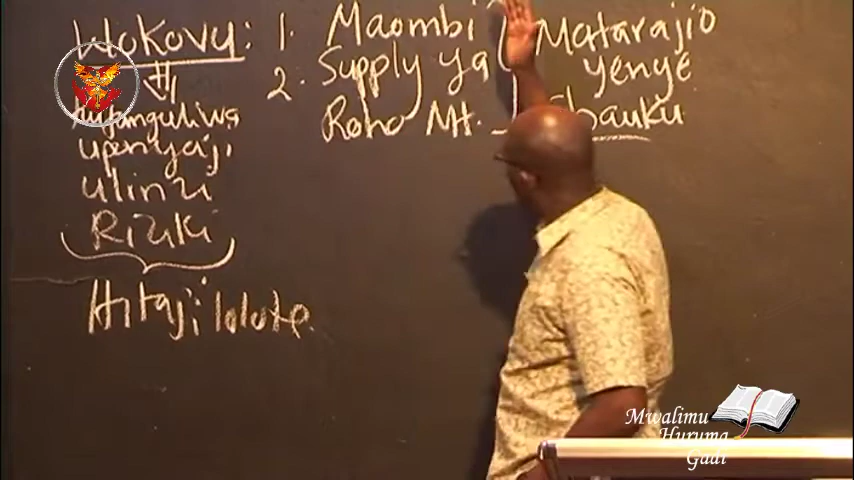 Wokovu: 1. Maombi
2. Supply ya
Roho Mt.
Matarajio
yenye
Shauku
Kufunguliwa
upenyaji
ulinzi
Riziki
Hitaji lolote.
Mwalimu
Huruma
Gadi